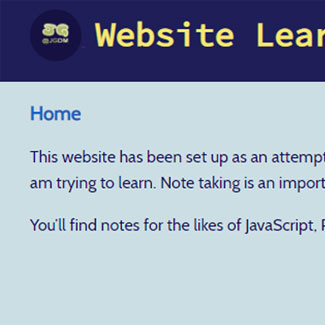 @JGDM
Website Lear
Home
This website has been set up as an attempt
am trying to learn. Note taking is an import
You'll find notes for the likes of JavaScript,